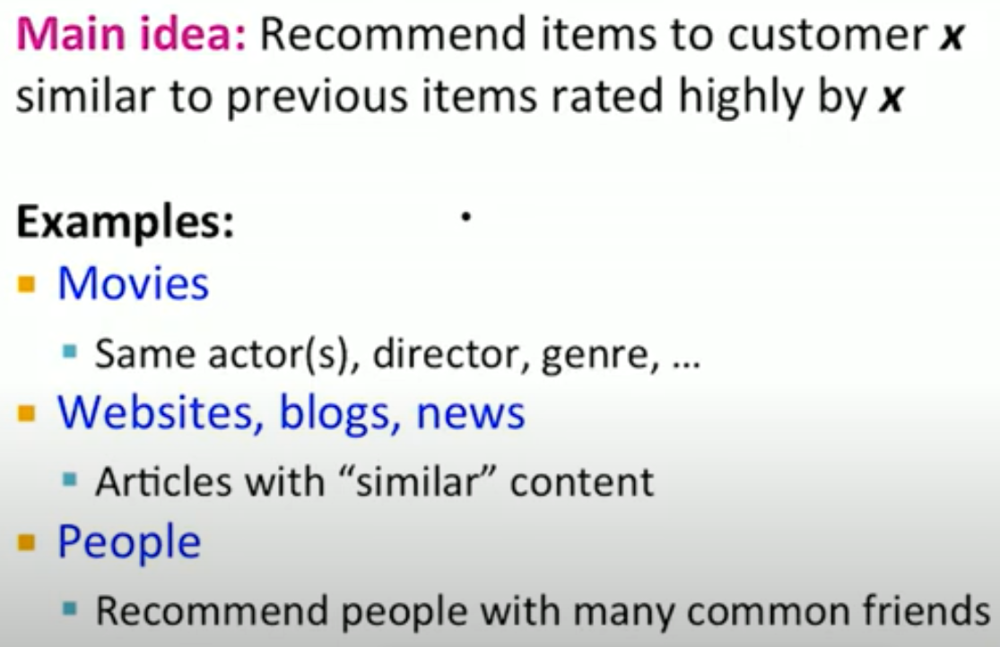 Main idea: Recommend items to customer x
similar to previous items rated highly by x
Examples:
Movies
Same actor(s), director, genre, ...
Websites, blogs, news
Articles with “similar” content
People
Recommend people with many common friends